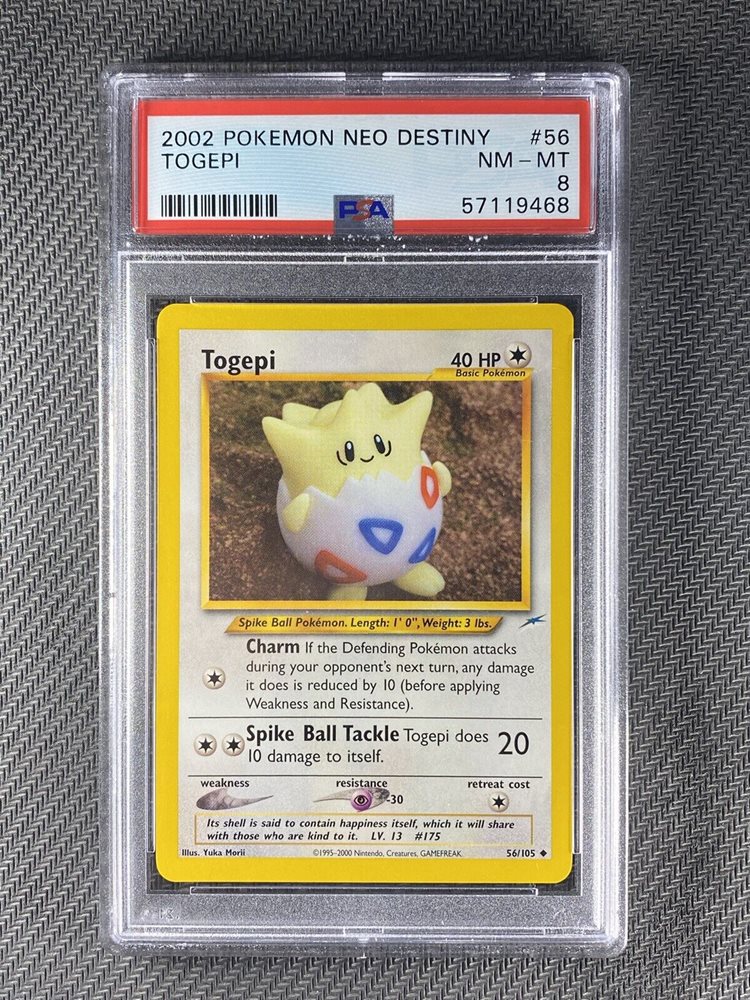 2002 POKEMON NEO DESTINY #56
TOGEPI NM - MT
8
PSA 57119468
Togepi 40 HP
Basic Pokémon
Spike Ball Pokémon. Length: 1' 0", Weight: 3 lbs.
Charm If the Defending Pokémon attacks
during your opponent's next turn, any damage
it does is reduced by 10 (before applying
Weakness and Resistance).
Spike Ball Tackle Togepi does 20
10 damage to itself.
weakness resistance retreat cost
-30
Its shell is said to contain happiness itself, which it will share
with those who are kind to it. LV. 13 #175
Illus. Yuka Morii ©1995-2000 Nintendo, Creatures, GAMEFREAK. 56/105